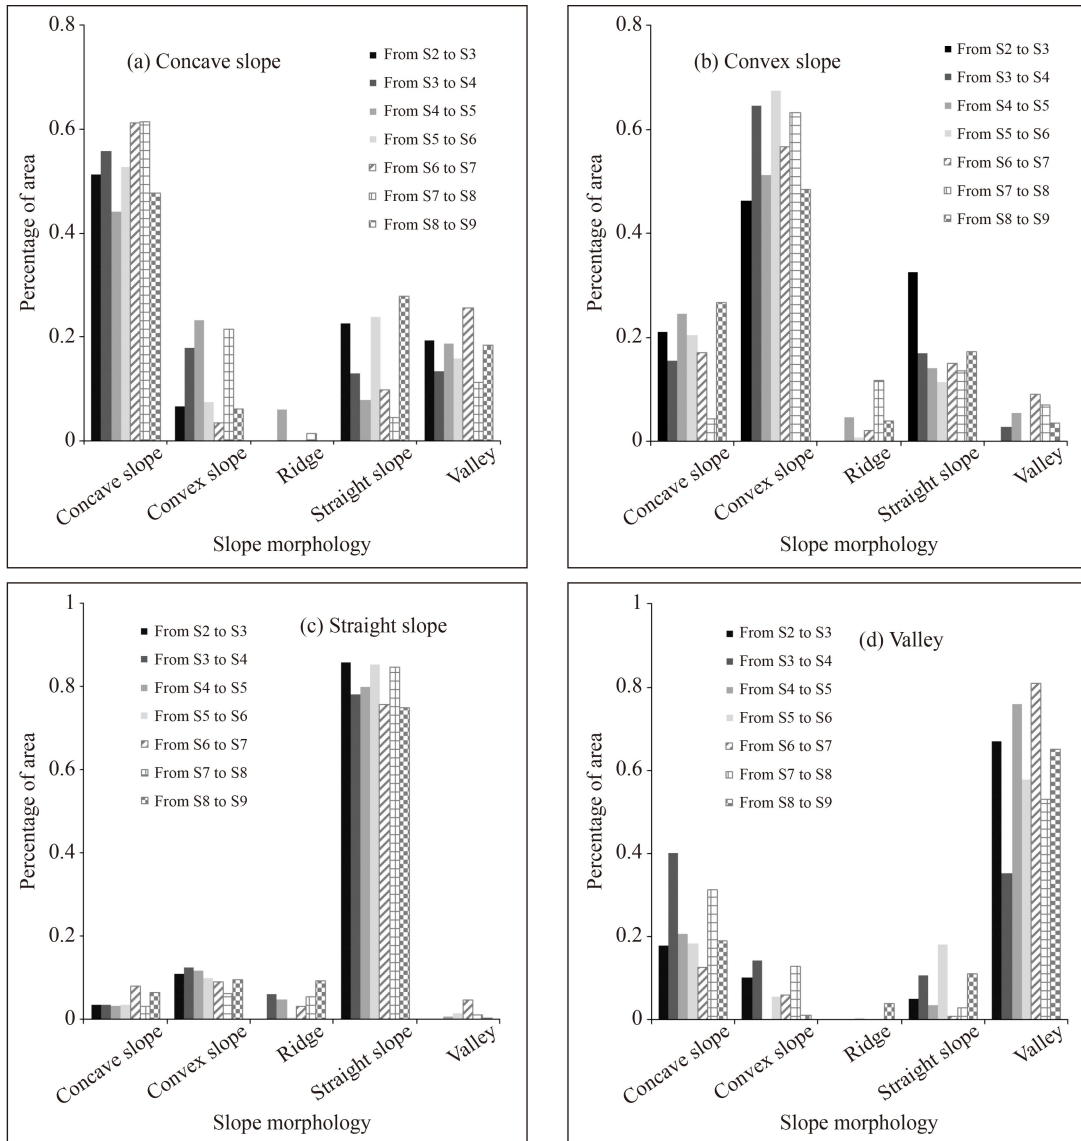 0.8
0.6
0.4
0.2
0
Percentage of area
(a) Concave slope
From S2 to S3
From S3 to S4
From S4 to S5
From S5 to S6
From S6 to S7
From S7 to S8
From S8 to S9
Concave slope
Convex slope
Ridge
Straight slope
Valley
Slope morphology
0.8
0.6
0.4
0.2
0
Percentage of area
(b) Convex slope
From S2 to S3
From S3 to S4
From S4 to S5
From S5 to S6
From S6 to S7
From S7 to S8
From S8 to S9
Concave slope
Convex slope
Ridge
Straight slope
Valley
Slope morphology
1
0.8
0.6
0.4
0.2
0
Percentage of area
(c) Straight slope
From S2 to S3
From S3 to S4
From S4 to S5
From S5 to S6
From S6 to S7
From S7 to S8
From S8 to S9
Concave slope
Convex slope
Ridge
Straight slope
Valley
Slope morphology
1
0.8
0.6
0.4
0.2
0
Percentage of area
(d) Valley
From S2 to S3
From S3 to S4
From S4 to S5
From S5 to S6
From S6 to S7
From S7 to S8
From S8 to S9
Concave slope
Convex slope
Ridge
Straight slope
Valley
Slope morphology